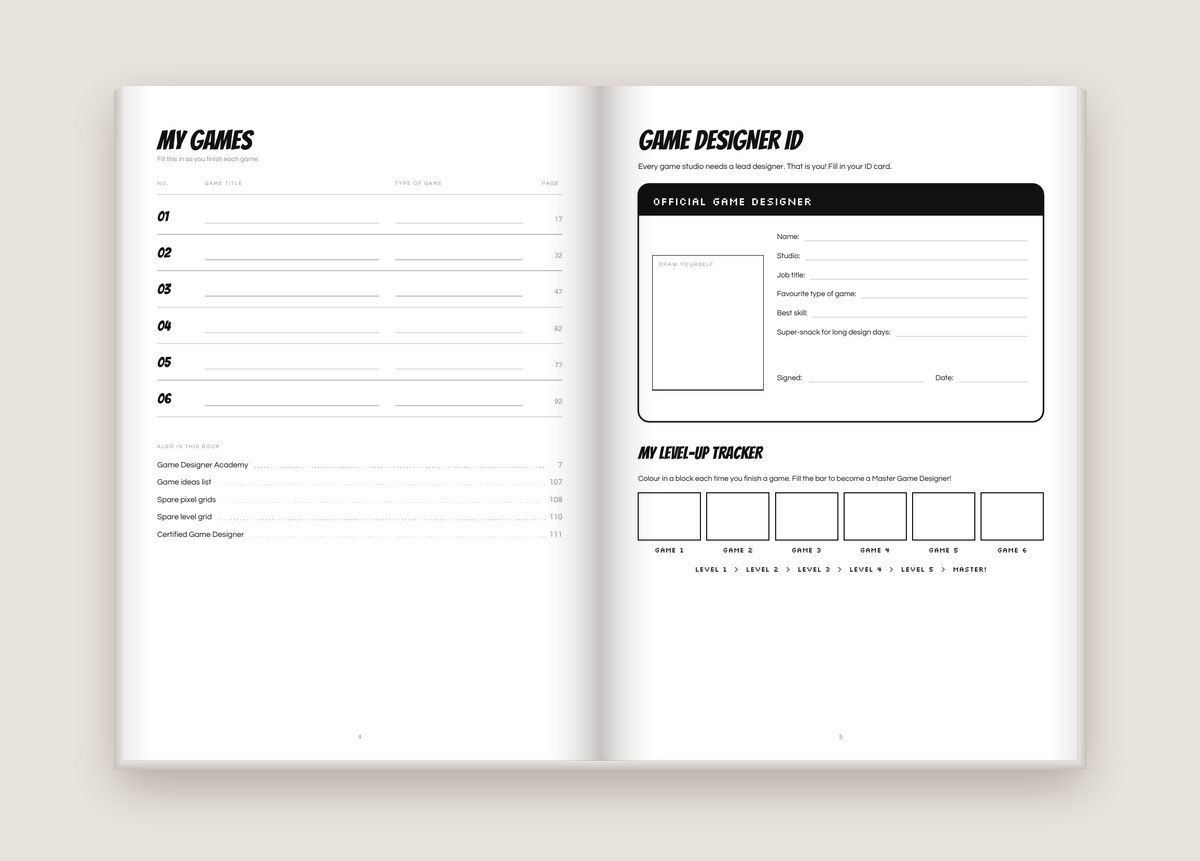 MY GAMES
Fill this in as you finish each game.
NO. GAME TITLE TYPE OF GAME PAGE
01 17
02 32
03 47
04 62
05 77
06 92
ALSO IN THIS BOOK
Game Designer Academy 7
Game ideas list 107
Spare pixel grids 108
Spare level grid 110
Certified Game Designer 111
4
GAME DESIGNER ID
Every game studio needs a lead designer. That is you! Fill in your ID card.
OFFICIAL GAME DESIGNER
DRAW YOURSELF
Name:
Studio:
Job title:
Favourite type of game:
Best skill:
Super-snack for long design days:
Signed: Date:
MY LEVEL-UP TRACKER
Colour in a block each time you finish a game. Fill the bar to become a Master Game Designer!
GAME 1 GAME 2 GAME 3 GAME 4 GAME 5 GAME 6
LEVEL 1 > LEVEL 2 > LEVEL 3 > LEVEL 4 > LEVEL 5 > MASTER!
5